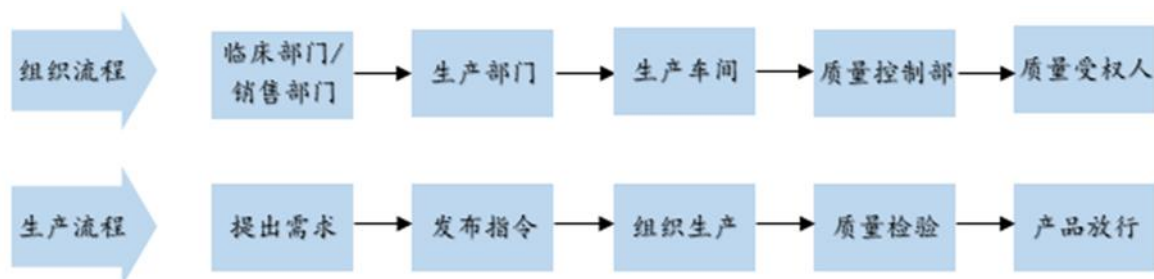 组织流程
临床部门/
销售部门
生产部门
生产车间
质量控制部
质量受权人
生产流程
提出需求
发布指令
组织生产
质量检验
产品放行